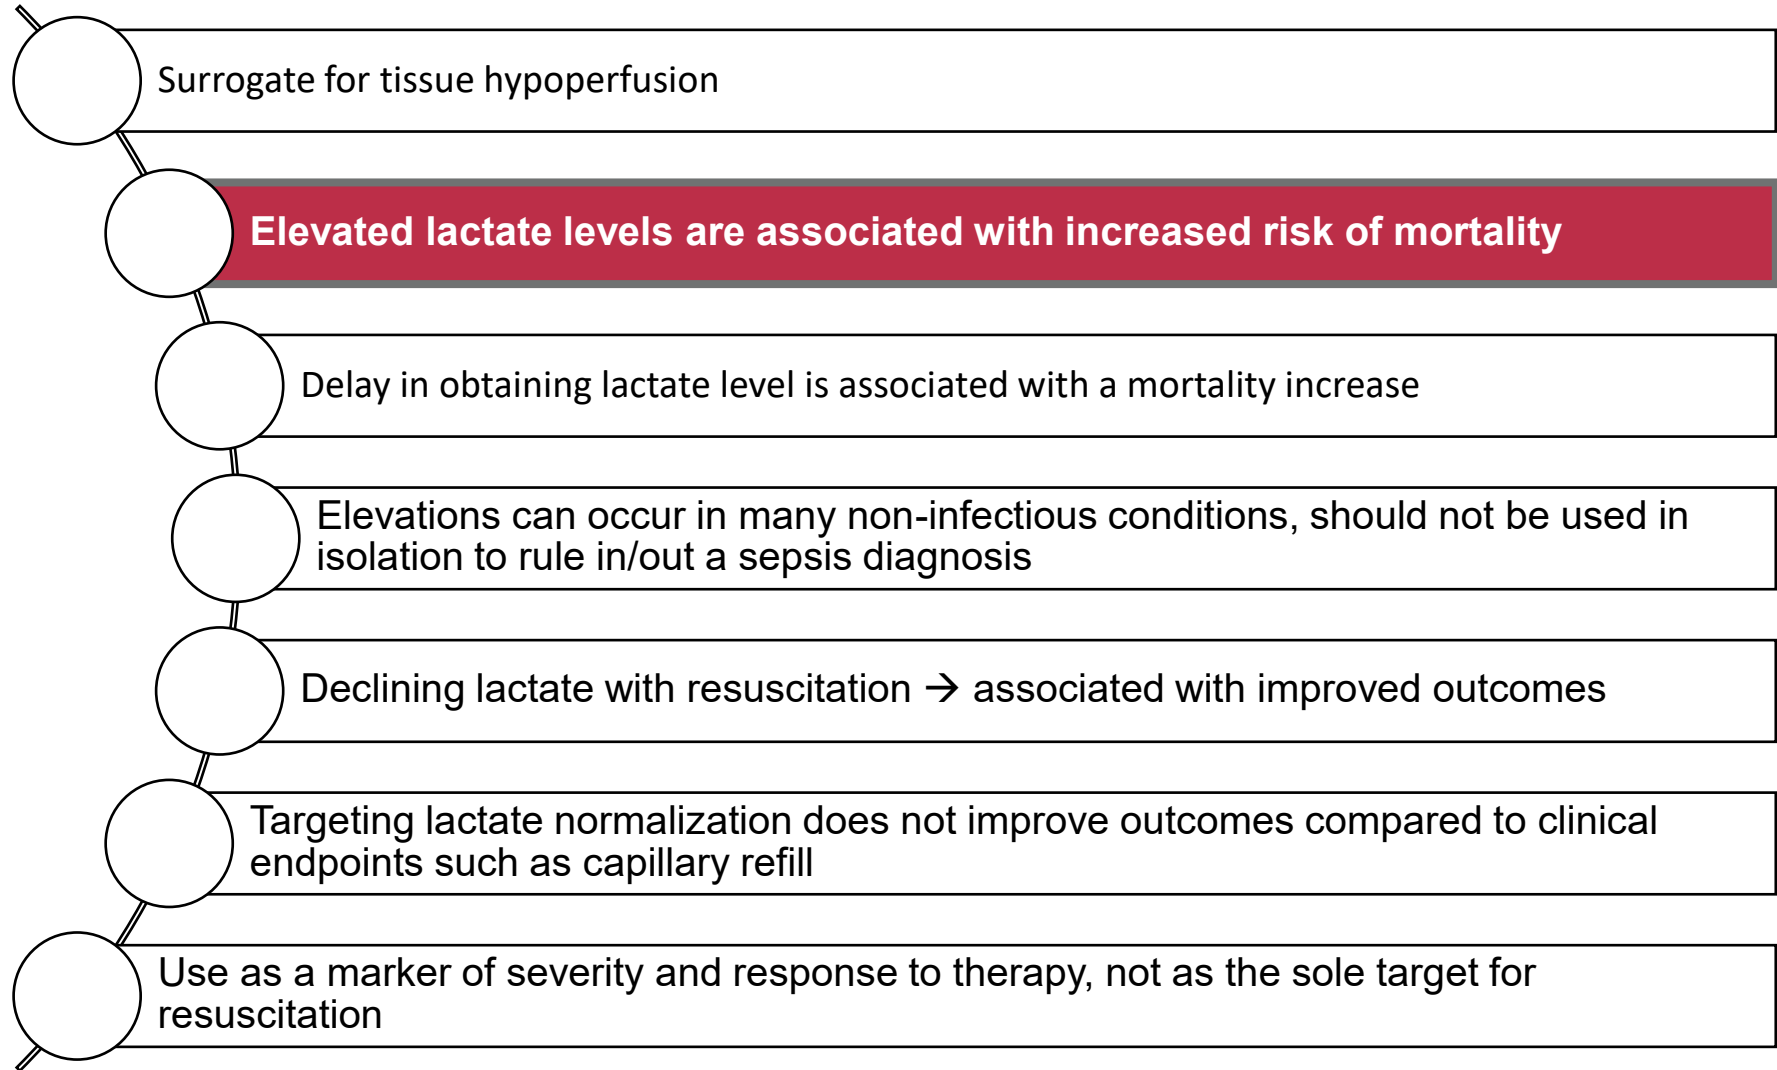 Surrogate for tissue hypoperfusion
Elevated lactate levels are associated with increased risk of mortality
Delay in obtaining lactate level is associated with a mortality increase
Elevations can occur in many non-infectious conditions, should not be used in
isolation to rule in/out a sepsis diagnosis
Declining lactate with resuscitation → associated with improved outcomes
Targeting lactate normalization does not improve outcomes compared to clinical
endpoints such as capillary refill
Use as a marker of severity and response to therapy, not as the sole target for
resuscitation